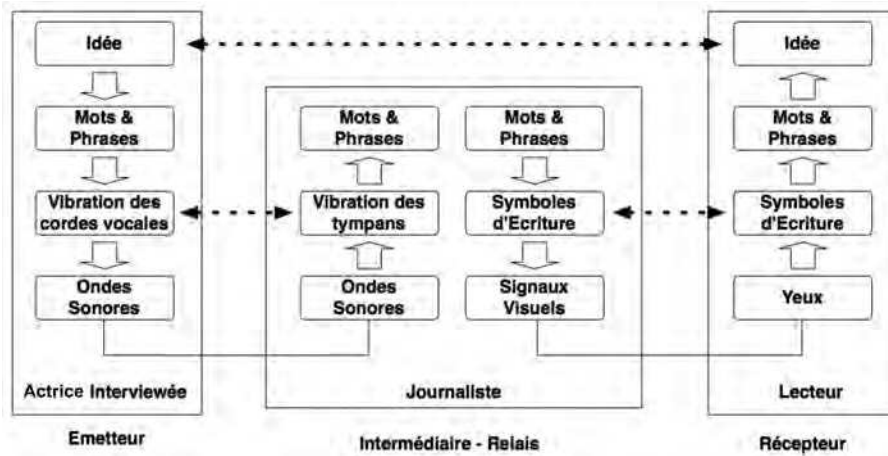 Idée
Mots &
Phrases
Vibration des
cordes vocales
Ondes
Sonores
Actrice Interviewée
Emetteur
Mots &
Phrases
Vibration des
tympans
Ondes
Sonores
Mots &
Phrases
Symboles
d'Ecriture
Signaux
Visuels
Journaliste
Intermédiaire - Relais
Idée
Mots &
Phrases
Symboles
d'Ecriture
Yeux
Lecteur
Récepteur